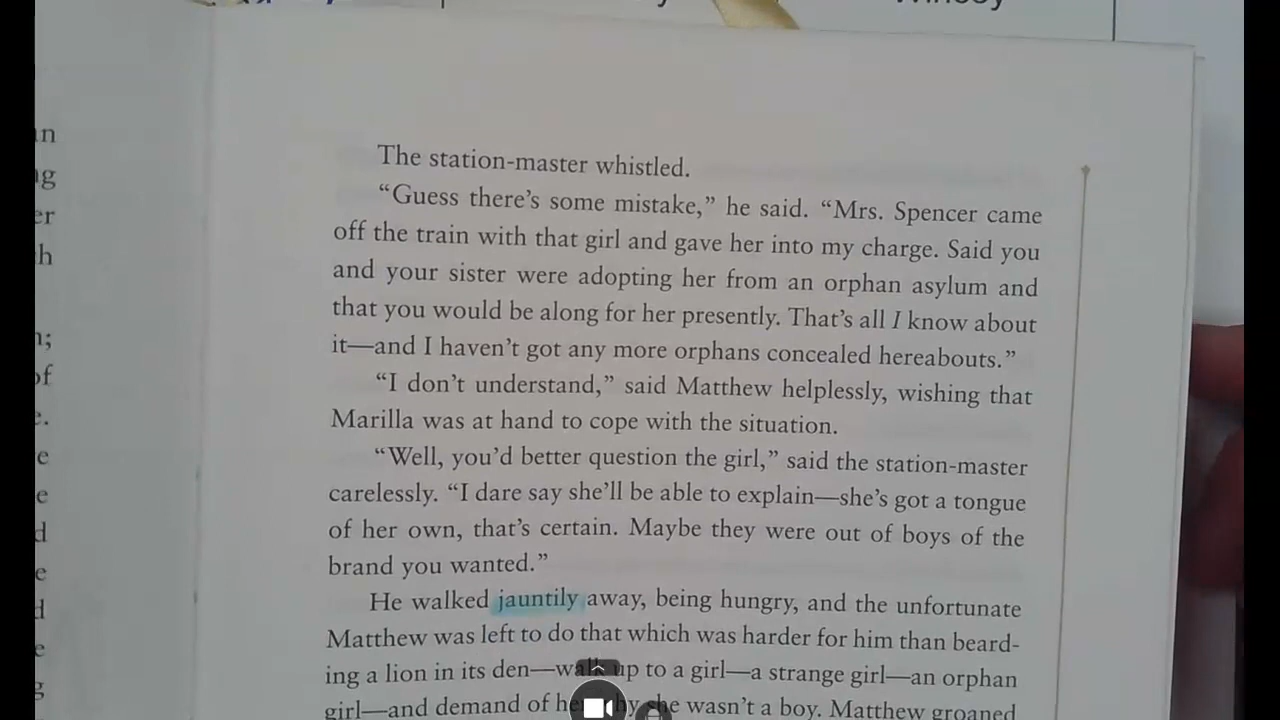 The station-master whistled.
“Guess there’s some mistake,” he said. “Mrs. Spencer came
off the train with that girl and gave her into my charge. Said you
and your sister were adopting her from an orphan asylum and
that you would be along for her presently. That’s all I know about
it—and I haven’t got any more orphans concealed hereabouts.”
“I don’t understand,” said Matthew helplessly, wishing that
Marilla was at hand to cope with the situation.
“Well, you’d better question the girl,” said the station-master
carelessly. “I dare say she’ll be able to explain—she’s got a tongue
of her own, that’s certain. Maybe they were out of boys of the
brand you wanted.”
He walked jauntily away, being hungry, and the unfortunate
Matthew was left to do that which was harder for him than beard-
ing a lion in its den—walk up to a girl—a strange girl—an orphan
girl—and demand of her why she wasn’t a boy. Matthew groaned